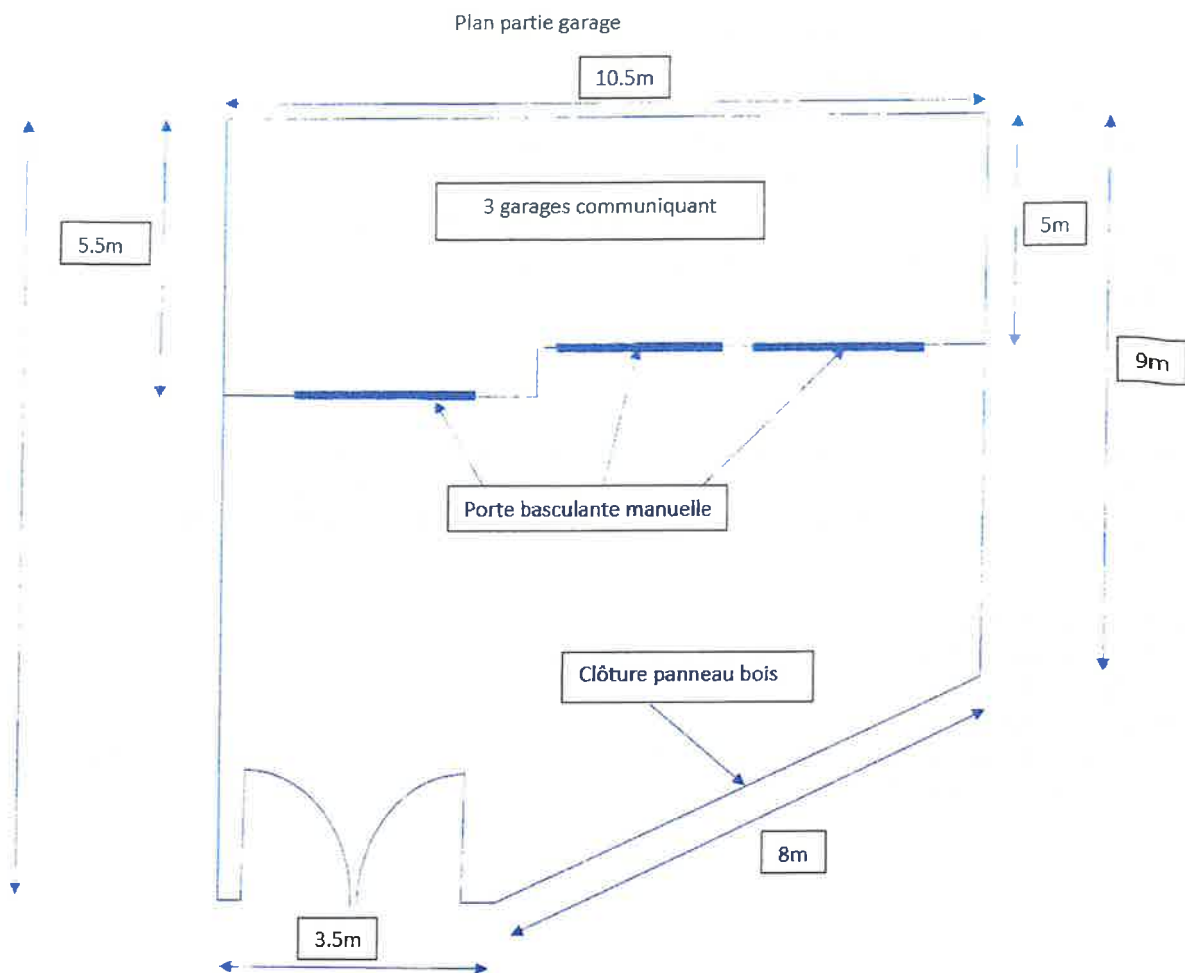 Plan partie garage
10.5m
3 garages communiquant
5.5m
5m
9m
Porte basculante manuelle
Clôture panneau bois
8m
3.5m